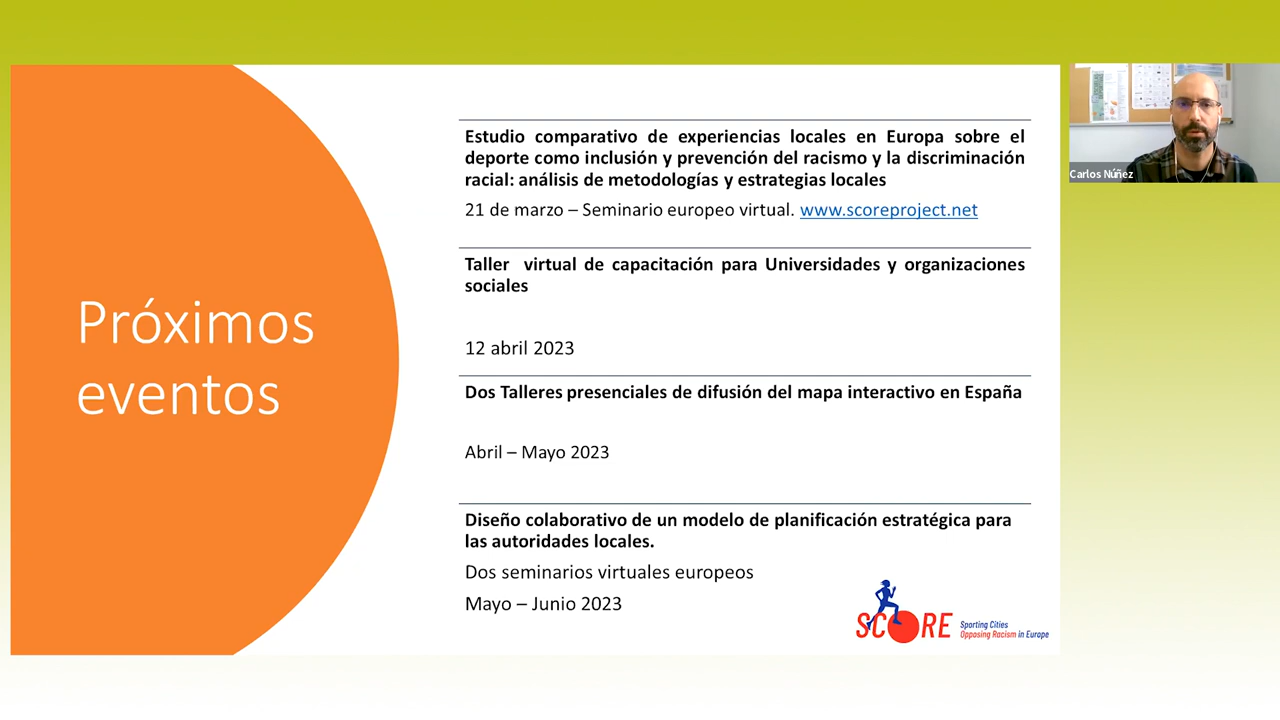 Próximos
eventos
Estudio comparativo de experiencias locales en Europa sobre el
deporte como inclusión y prevención del racismo y la discriminación
racial: análisis de metodologías y estrategias locales
21 de marzo – Seminario europeo virtual. www.scoreproject.net
Taller virtual de capacitación para Universidades y organizaciones
sociales
12 abril 2023
Dos Talleres presenciales de difusión del mapa interactivo en España
Abril – Mayo 2023
Diseño colaborativo de un modelo de planificación estratégica para
las autoridades locales.
Dos seminarios virtuales europeos
Mayo – Junio 2023
SCORE
Sporting Cities
Opposing Racism in Europe
Carlos Núñez